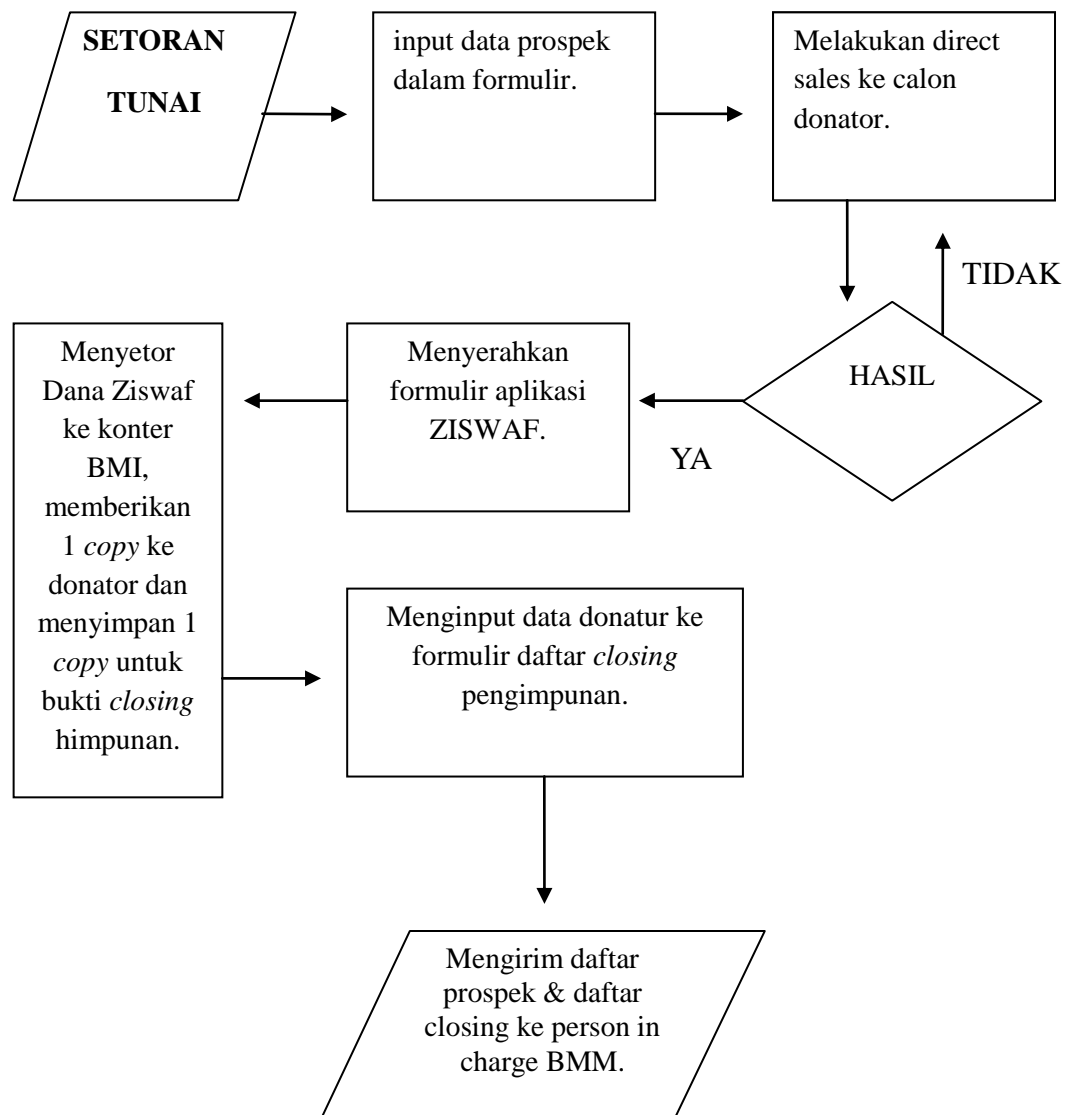 SETORAN
TUNAI
input data prospek
dalam formulir.
Melakukan direct
sales ke calon
donator.
TIDAK
HASIL
YA
Menyerahkan
formulir aplikasi
ZISWAF.
Menyetor
Dana Ziswaf
ke konter
BMI,
memberikan
1 copy ke
donator dan
menyimpan 1
copy untuk
bukti closing
himpunan.
Menginput data donatur ke
formulir daftar closing
pengimpunan.
Mengirim daftar
prospek & daftar
closing ke person in
charge BMM.